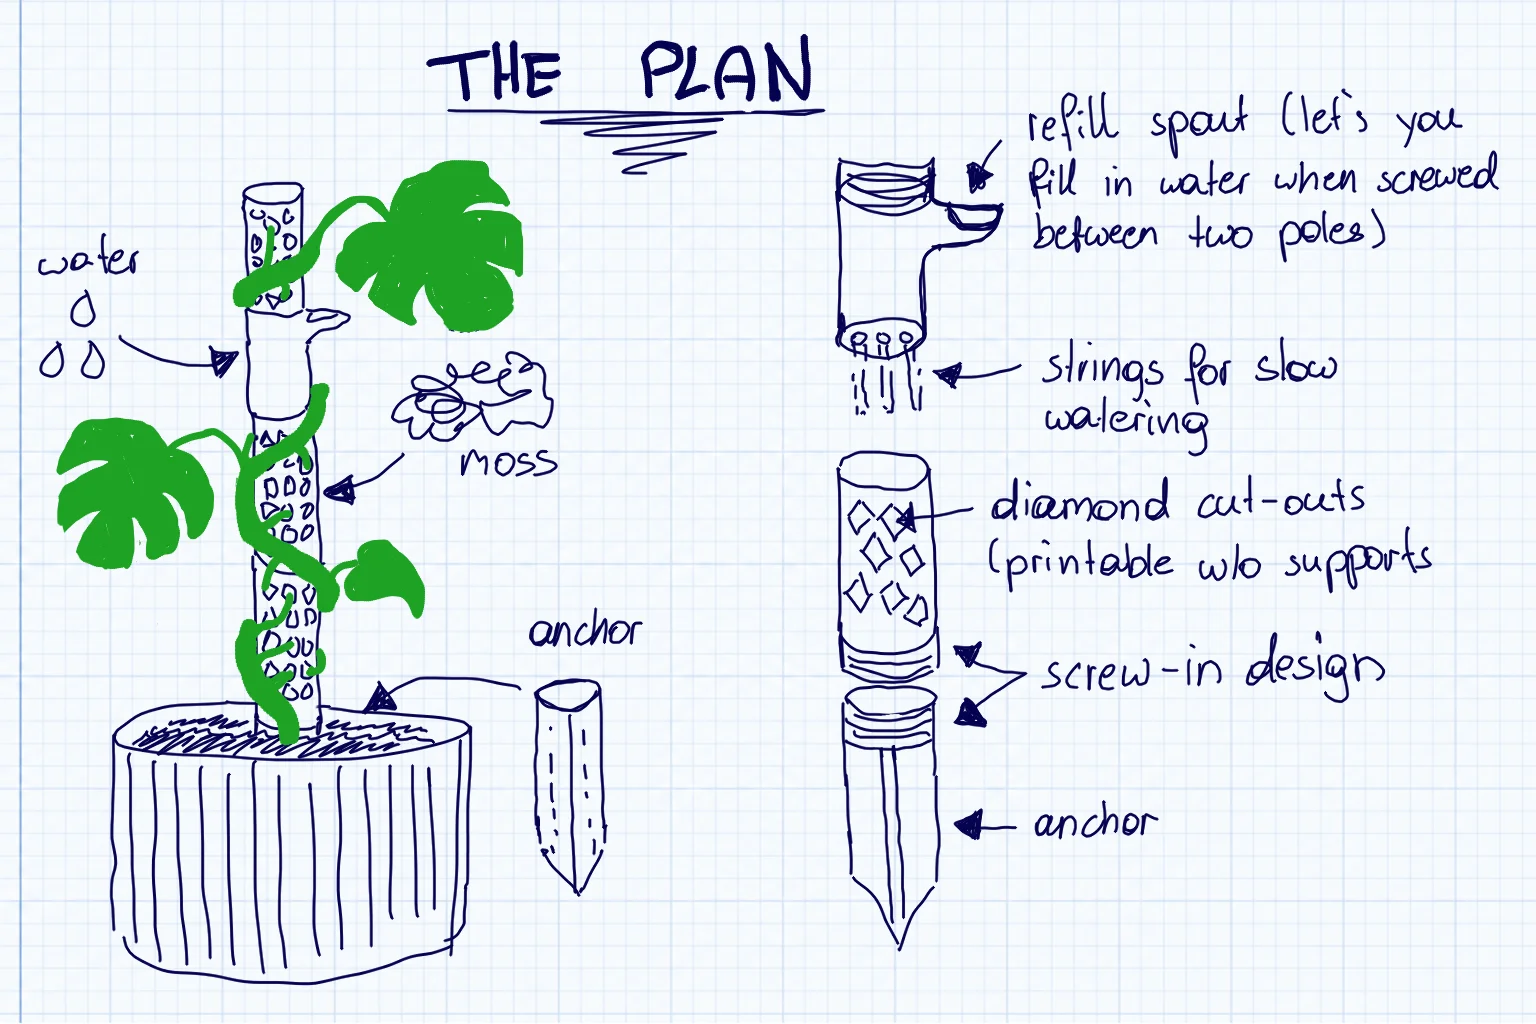 THE PLAN
refill spout (let's you
fill in water when screwed
between two poles)
water
strings for slow
watering
moss
diamond cut-outs
(printable w/o supports
anchor
screw-in design
anchor